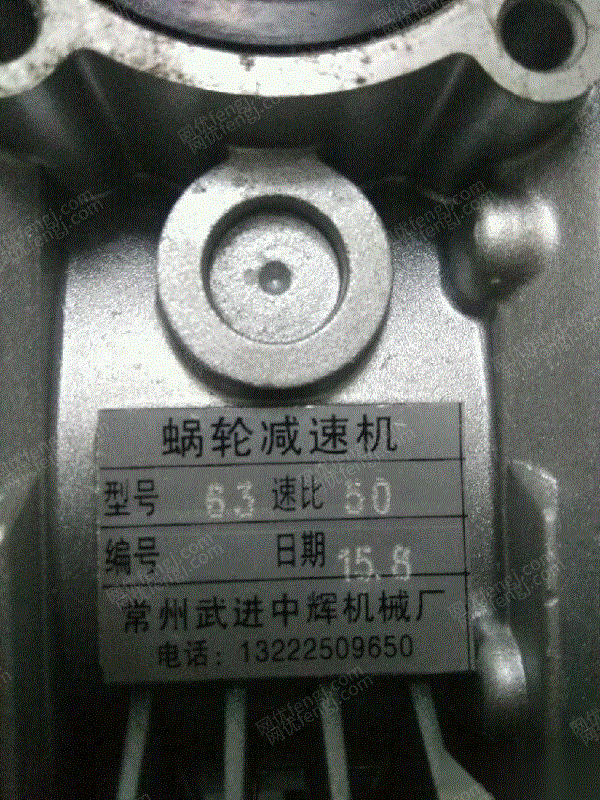 蜗轮减速机
型号 63 速比 50
编号 日期 15.8
常州武进中辉机械厂
电话：13222509650